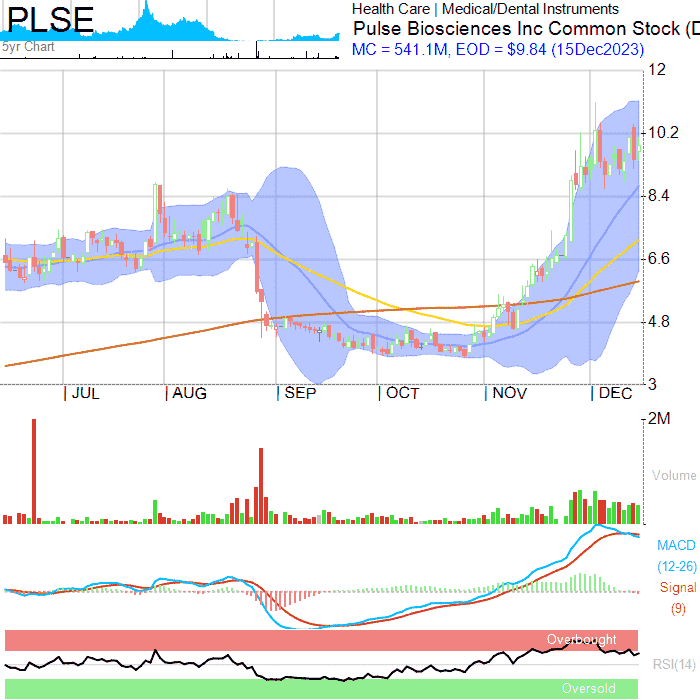 PLSE
5yr Chart
Health Care | Medical/Dental Instruments
Pulse Biosciences Inc Common Stock (D
MC = 541.1M, EOD = $9.84 (15Dec2023)
12
10.2
8.4
6.6
4.8
3
JUL AUG SEP OCT NOV DEC
2M
Volume
MACD
(12-26)
Signal
(9)
Overbought
RSI(14)
Oversold